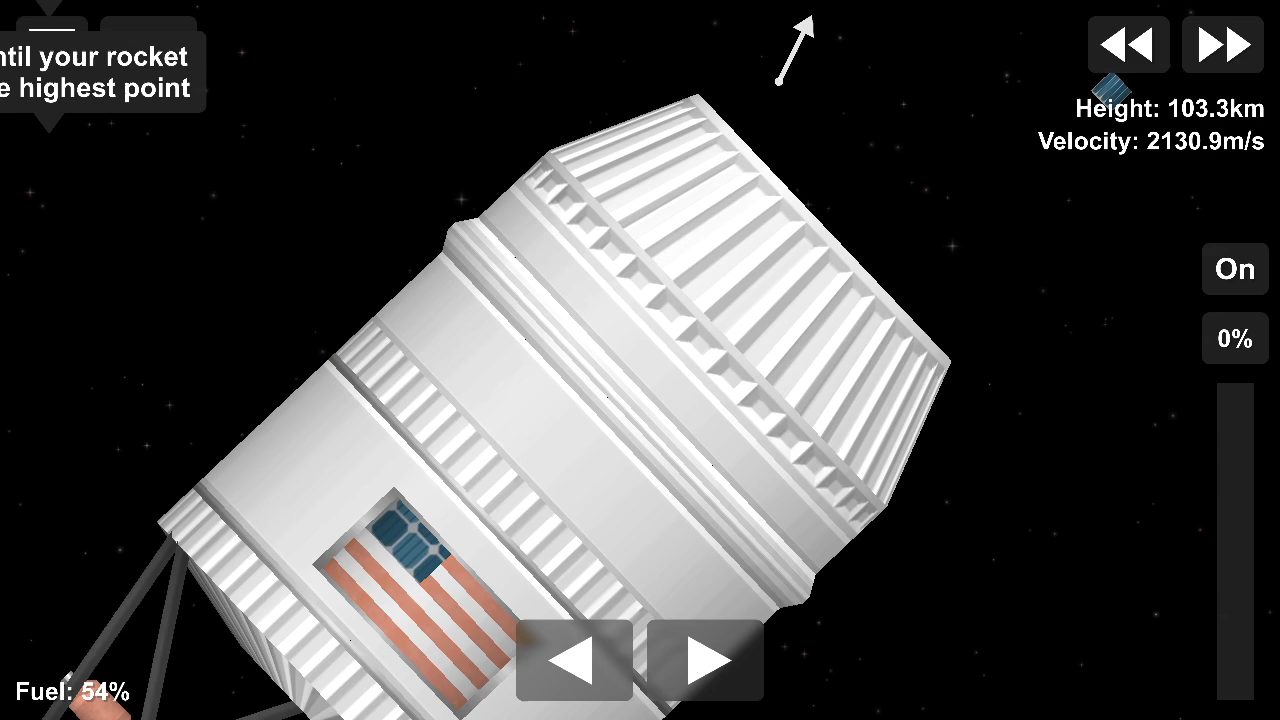 ntil your rocket
e highest point
Height: 103.3km
Velocity: 2130.9m/s
On
0%
Fuel: 54%